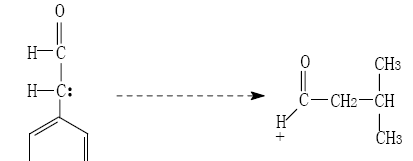 O
H—C
H—C:
O
CH3
C—CH2—CH
H
+
CH3